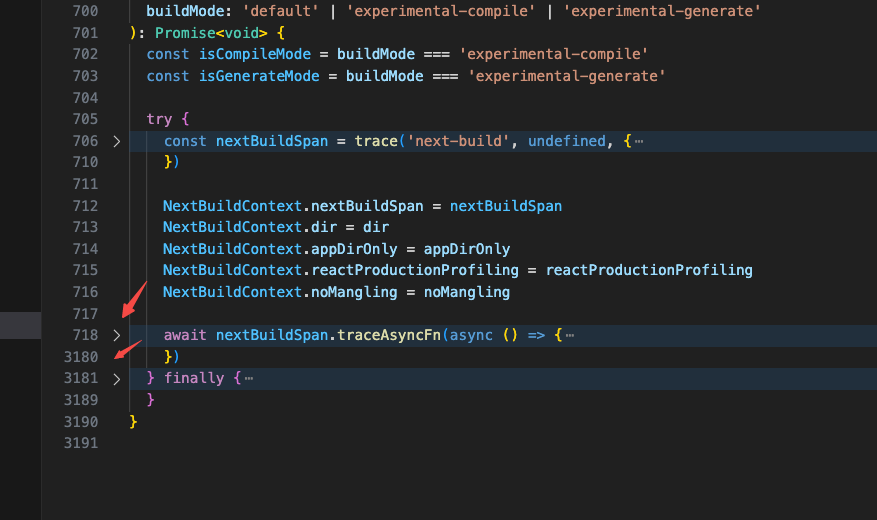 700 buildMode: 'default' | 'experimental-compile' | 'experimental-generate'
701 ): Promise<void> {
702 const isCompileMode = buildMode === 'experimental-compile'
703 const isGenerateMode = buildMode === 'experimental-generate'
704
705 try {
706 const nextBuildSpan = trace('next-build', undefined, {⋯
710 })
711
712 NextBuildContext.nextBuildSpan = nextBuildSpan
713 NextBuildContext.dir = dir
714 NextBuildContext.appDirOnly = appDirOnly
715 NextBuildContext.reactProductionProfiling = reactProductionProfiling
716 NextBuildContext.noMangling = noMangling
717
718 await nextBuildSpan.traceAsyncFn(async () => {⋯
3180 })
3181 } finally {⋯
3189 }
3190 }
3191